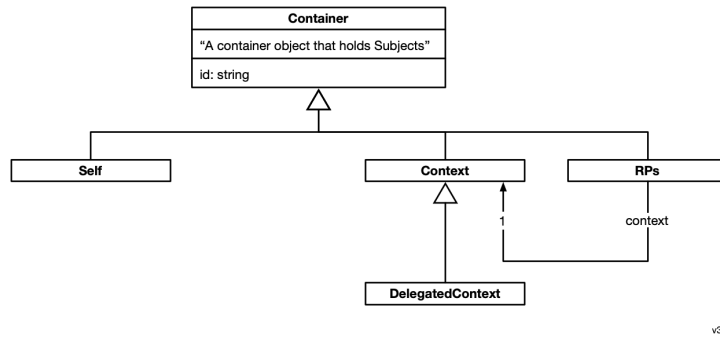 Container
“A container object that holds Subjects”
id: string
Self
Context
RPs
1
context
DelegatedContext
v3